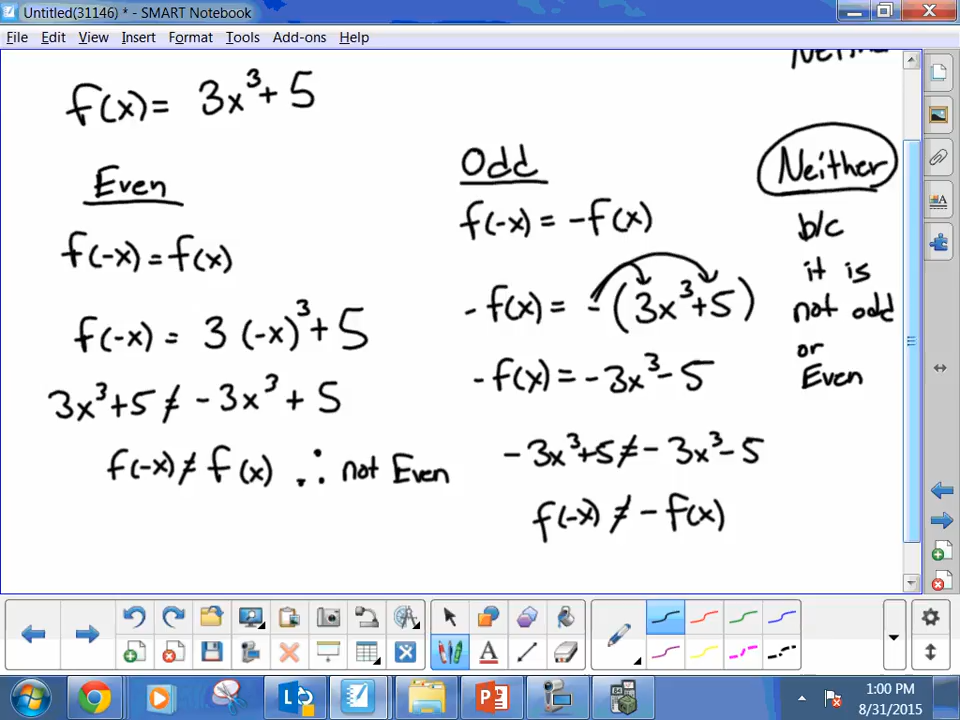 Untitled(31146) * - SMART Notebook
File Edit View Insert Format Tools Add-ons Help
f(x) = 3x³ + 5
Even
f(-x) = f(x)
f(-x) = 3 (-x)³ + 5
3x³ + 5 ≠ - 3x³ + 5
f(-x) ≠ f(x) ∴ not Even
Odd
f(-x) = -f(x)
- f(x) = - (3x³ + 5)
- f(x) = - 3x³ - 5
- 3x³ + 5 ≠ - 3x³ - 5
f(-x) ≠ - f(x)
Neither
b/c
it is
not odd
or
Even
1:00 PM
8/31/2015